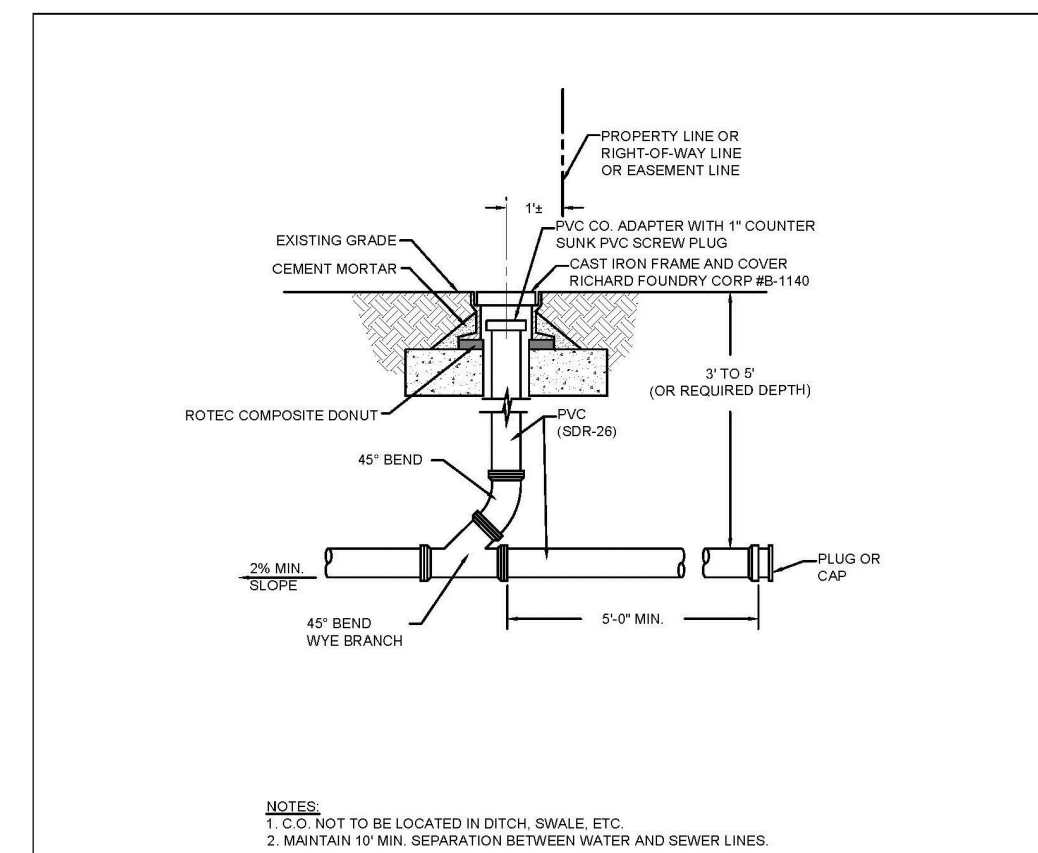 PROPERTY LINE OR
RIGHT-OF-WAY LINE
OR EASEMENT LINE
1'±
PVC CO. ADAPTER WITH 1" COUNTER
SUNK PVC SCREW PLUG
EXISTING GRADE
CEMENT MORTAR
CAST IRON FRAME AND COVER
RICHARD FOUNDRY CORP #B-1140
3' TO 5'
(OR REQUIRED DEPTH)
ROTEC COMPOSITE DONUT
PVC
(SDR-26)
45° BEND
2% MIN.
SLOPE
PLUG OR
CAP
45° BEND
WYE BRANCH
5'-0" MIN.
NOTES:
1. C.O. NOT TO BE LOCATED IN DITCH, SWALE, ETC.
2. MAINTAIN 10' MIN. SEPARATION BETWEEN WATER AND SEWER LINES.